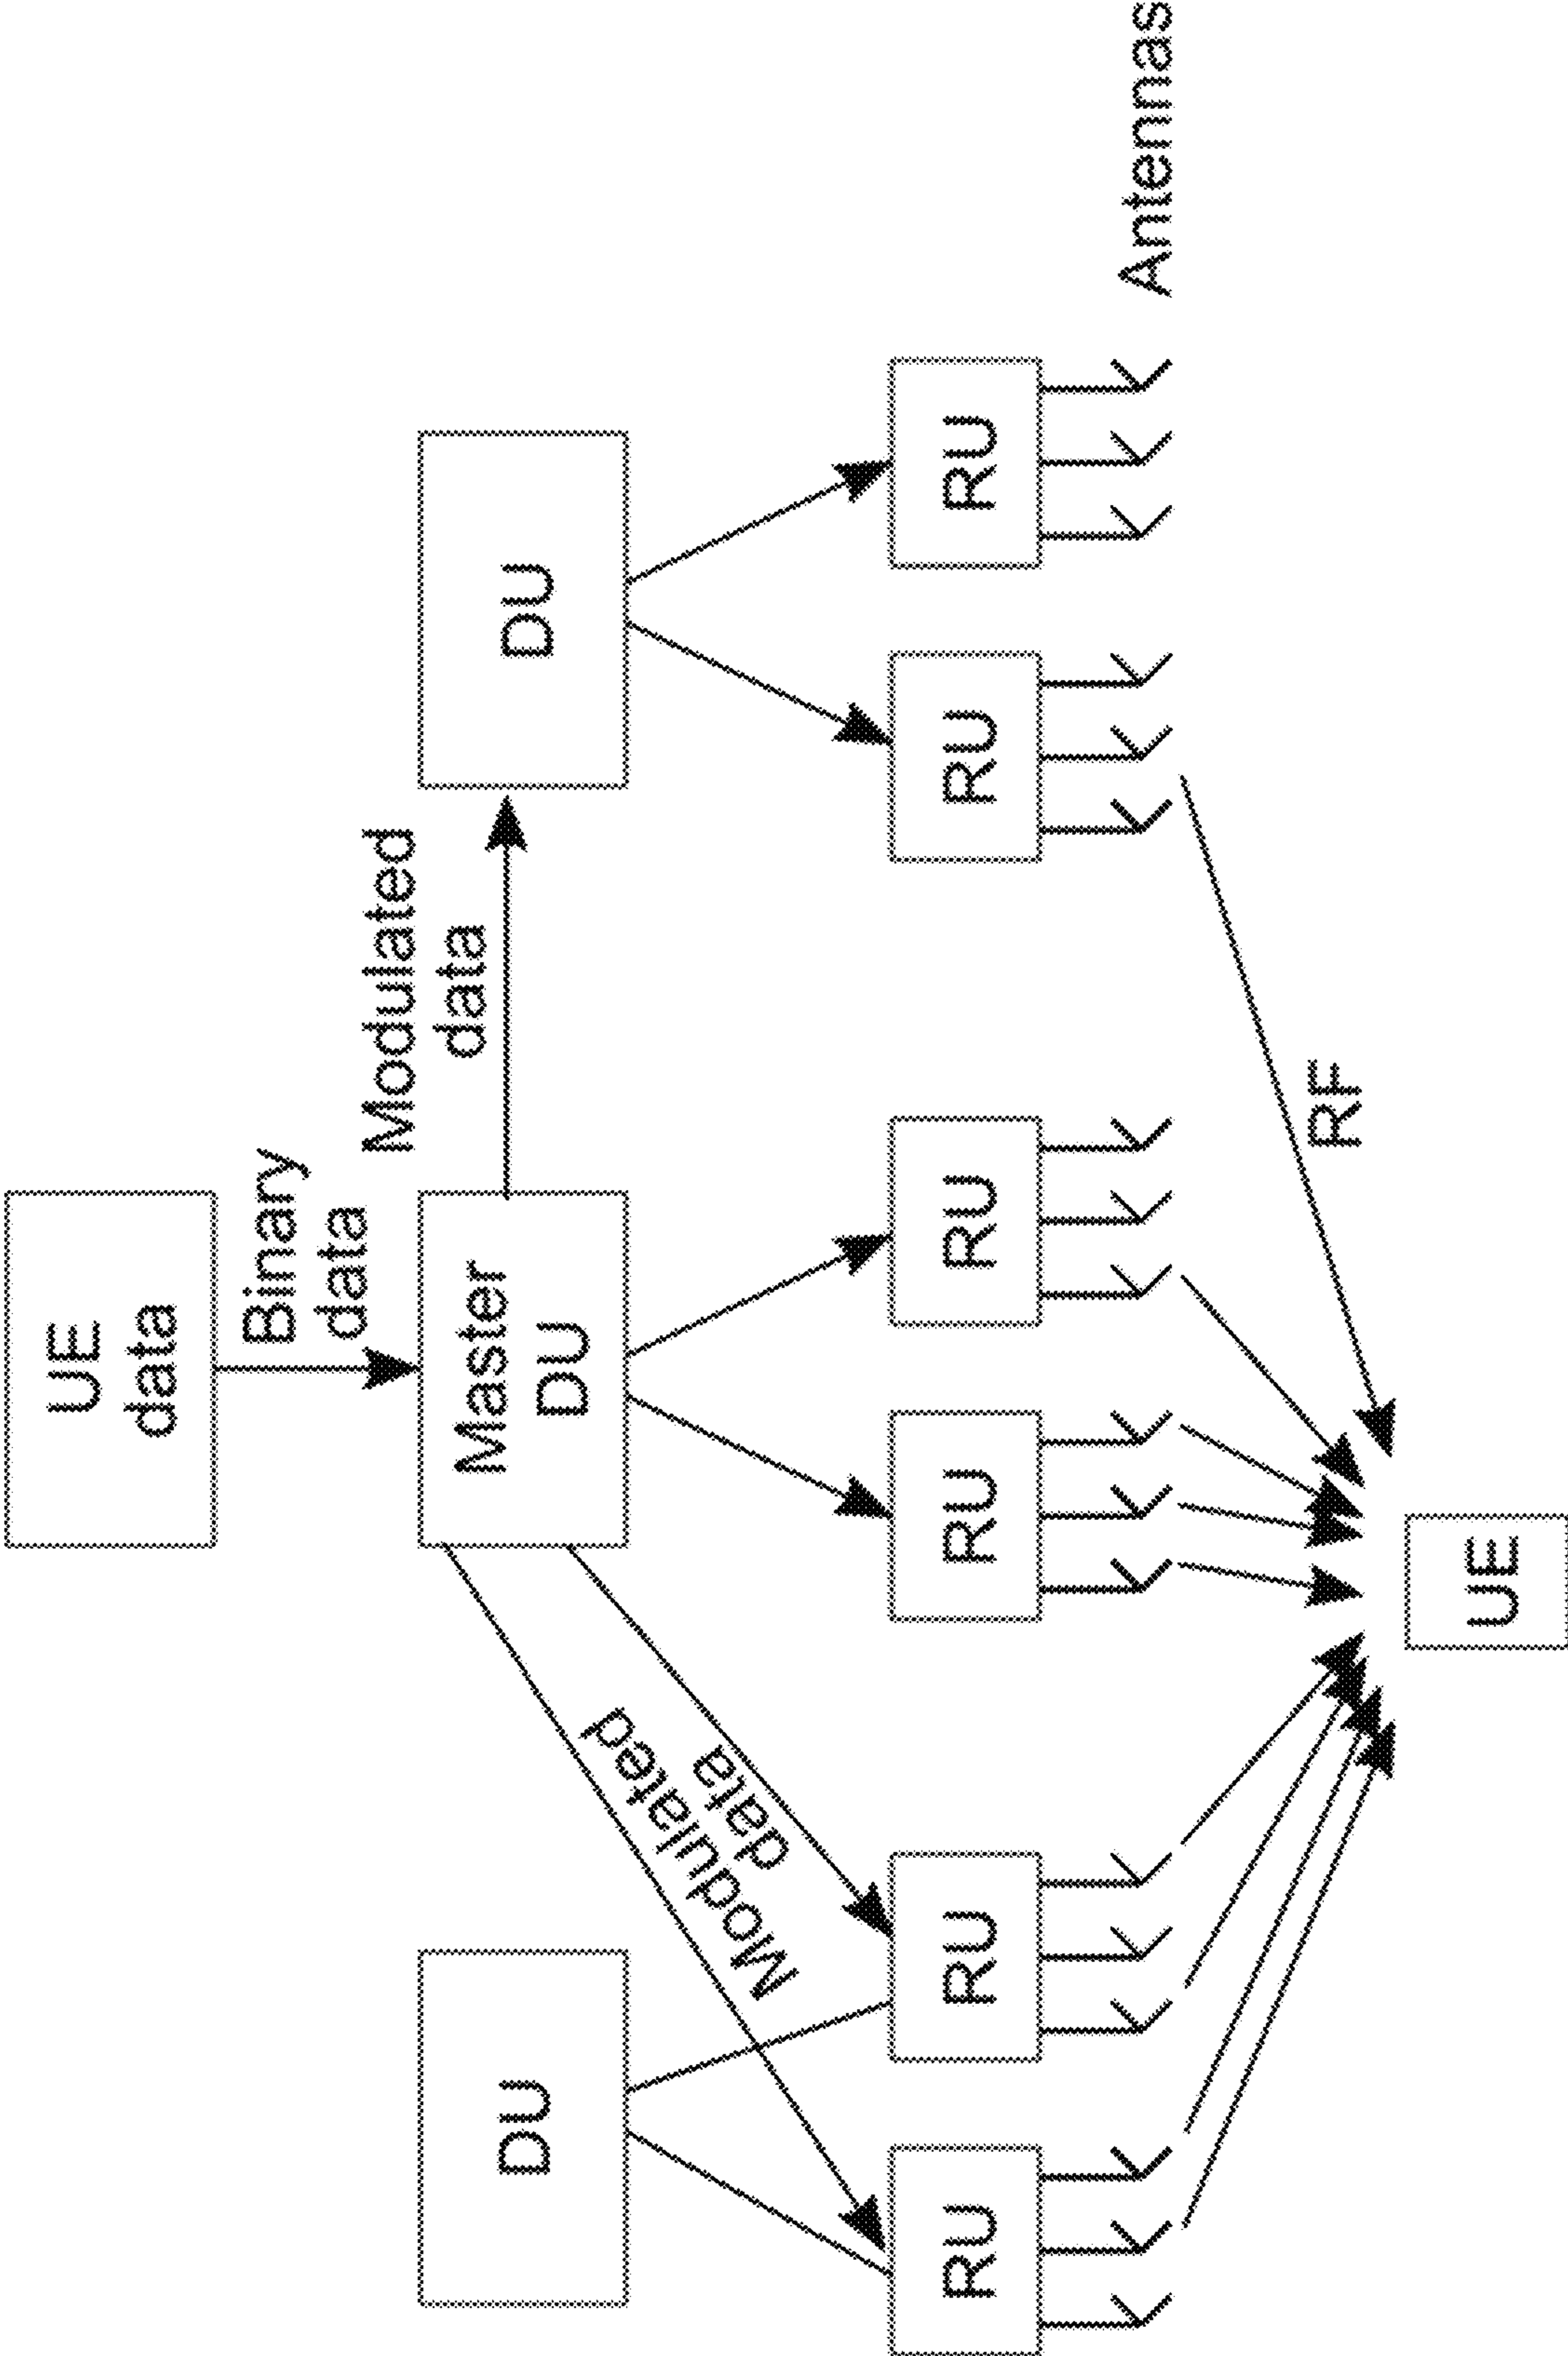 UE
data
Binary
data
Modulated
data
DU
Master
DU
DU
Modulated
data
RU
RU
RU
RU
RU
RU
Antennas
RF
UE